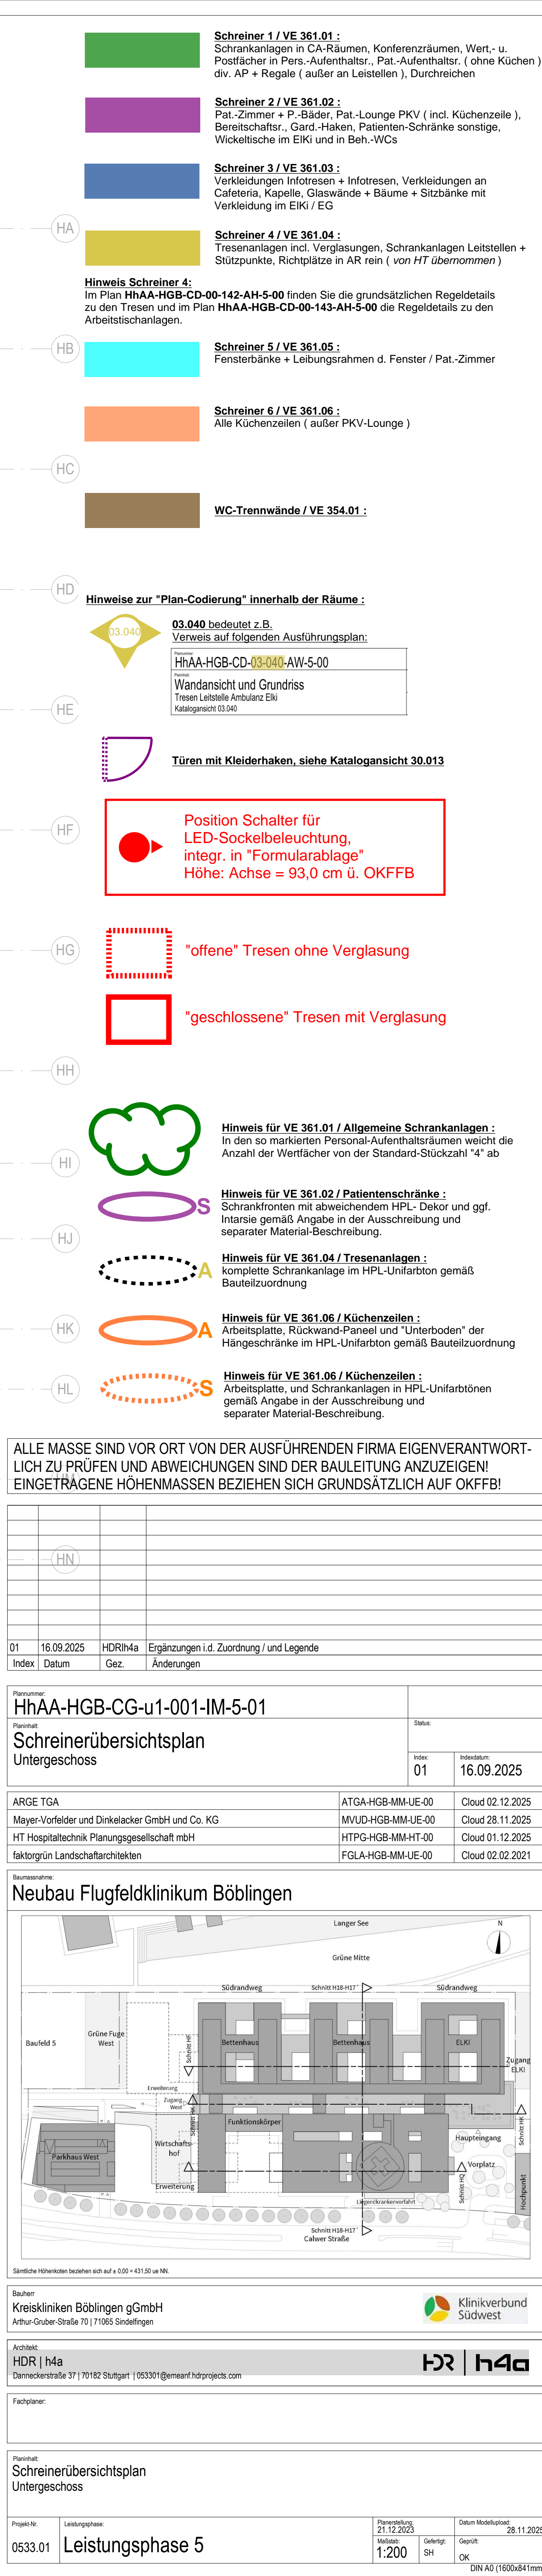 Schreiner 1 / VE 361.01 :
Schrankanlagen in CA-Räumen, Konferenzräumen, Wert,- u.
Postfächer in Pers.-Aufenthaltsr., Pat.-Aufenthaltsr. ( ohne Küchen )
div. AP + Regale ( außer an Leistellen ), Durchreichen
Schreiner 2 / VE 361.02 :
Pat.-Zimmer + P.-Bäder, Pat.-Lounge PKV ( incl. Küchenzeile ),
Bereitschaftsr., Gard.-Haken, Patienten-Schränke sonstige,
Wickeltische im ElKi und in Beh.-WCs
Schreiner 3 / VE 361.03 :
Verkleidungen Infotresen + Infotresen, Verkleidungen an
Cafeteria, Kapelle, Glaswände + Bäume + Sitzbänke mit
Verkleidung im ElKi / EG
HA
Schreiner 4 / VE 361.04 :
Tresenanlagen incl. Verglasungen, Schrankanlagen Leitstellen +
Stützpunkte, Richtplätze in AR rein ( von HT übernommen )
Hinweis Schreiner 4:
Im Plan HhAA-HGB-CD-00-142-AH-5-00 finden Sie die grundsätzlichen Regeldetails
zu den Tresen und im Plan HhAA-HGB-CD-00-143-AH-5-00 die Regeldetails zu den
Arbeitstischanlagen.
HB
Schreiner 5 / VE 361.05 :
Fensterbänke + Leibungsrahmen d. Fenster / Pat.-Zimmer
Schreiner 6 / VE 361.06 :
Alle Küchenzeilen ( außer PKV-Lounge )
HC
WC-Trennwände / VE 354.01 :
HD
Hinweise zur "Plan-Codierung" innerhalb der Räume :
03.040
03.040 bedeutet z.B.
Verweis auf folgenden Ausführungsplan:
Plannummer:
HhAA-HGB-CD-03-040-AW-5-00
Planinhalt:
Wandansicht und Grundriss
Tresen Leitstelle Ambulanz Elki
Katalogansicht 03.040
HE
Türen mit Kleiderhaken, siehe Katalogansicht 30.013
HF
Position Schalter für
LED-Sockelbeleuchtung,
integr. in "Formularablage"
Höhe: Achse = 93,0 cm ü. OKFFB
HG
"offene" Tresen ohne Verglasung
"geschlossene" Tresen mit Verglasung
HH
Hinweis für VE 361.01 / Allgemeine Schrankanlagen :
In den so markierten Personal-Aufenthaltsräumen weicht die
Anzahl der Wertfächer von der Standard-Stückzahl "4" ab
HI
S
Hinweis für VE 361.02 / Patientenschränke :
Schrankfronten mit abweichendem HPL- Dekor und ggf.
Intarsie gemäß Angabe in der Ausschreibung und
separater Material-Beschreibung.
HJ
A
Hinweis für VE 361.04 / Tresenanlagen :
komplette Schrankanlage im HPL-Unifarbton gemäß
Bauteilzuordnung
HK
A
Hinweis für VE 361.06 / Küchenzeilen :
Arbeitsplatte, Rückwand-Paneel und "Unterboden" der
Hängeschränke im HPL-Unifarbton gemäß Bauteilzuordnung
HL
S
Hinweis für VE 361.06 / Küchenzeilen :
Arbeitsplatte, und Schrankanlagen in HPL-Unifarbtönen
gemäß Angabe in der Ausschreibung und
separater Material-Beschreibung.
ALLE MASSE SIND VOR ORT VON DER AUSFÜHRENDEN FIRMA EIGENVERANTWORT-
LICH ZU PRÜFEN UND ABWEICHUNGEN SIND DER BAULEITUNG ANZUZEIGEN!
EINGETRAGENE HÖHENMASSEN BEZIEHEN SICH GRUNDSÄTZLICH AUF OKFFB!
HM
HN
01 16.09.2025 HDRIh4a Ergänzungen i.d. Zuordnung / und Legende
Index Datum Gez. Änderungen
Plannummer:
HhAA-HGB-CG-u1-001-IM-5-01
Planinhalt:
Schreinerübersichtsplan
Untergeschoss
Status:
Index: Indexdatum:
01 16.09.2025
ARGE TGA ATGA-HGB-MM-UE-00 Cloud 02.12.2025
Mayer-Vorfelder und Dinkelacker GmbH und Co. KG MVUD-HGB-MM-UE-00 Cloud 28.11.2025
HT Hospitaltechnik Planungsgesellschaft mbH HTPG-HGB-MM-HT-00 Cloud 01.12.2025
faktorgrün Landschaftarchitekten FGLA-HGB-MM-UE-00 Cloud 02.02.2021
Baumassnahme:
Neubau Flugfeldklinikum Böblingen
Langer See
N
Grüne Mitte
Südrandweg
Schnitt H18-H17´
Südrandweg
Baufeld 5
Grüne Fuge
West
Schnitt HF
Bettenhaus
Bettenhaus
ELKI
Zugang
ELKI
Erweiterung
Zugang
West
Schnitt HK
Funktionskörper
Schnitt HK
Haupteingang
Wirtschafts-
hof
Parkhaus West
Vorplatz
Schnitt HQ
Hochpunkt
Erweiterung
Liegendkrankenvorfahrt
Schnitt H18-H17´
Calwer Straße
Sämtliche Höhenkoten beziehen sich auf ± 0,00 = 431,50 ue NN.
Bauherr
Kreiskliniken Böblingen gGmbH
Arthur-Gruber-Straße 70 | 71065 Sindelfingen
Klinikverbund
Südwest
Architekt:
HDR | h4a
Danneckerstraße 37 | 70182 Stuttgart | 053301@emeanf.hdrprojects.com
HDR | h4a
Fachplaner:
Planinhalt:
Schreinerübersichtsplan
Untergeschoss
Projekt-Nr.
0533.01
Leistungsphase:
Leistungsphase 5
Planerstellung:
21.12.2023
Datum Modellupload:
28.11.2025
Maßstab:
1:200
Gefertigt:
SH
Geprüft:
OK
DIN A0 (1600x841mm